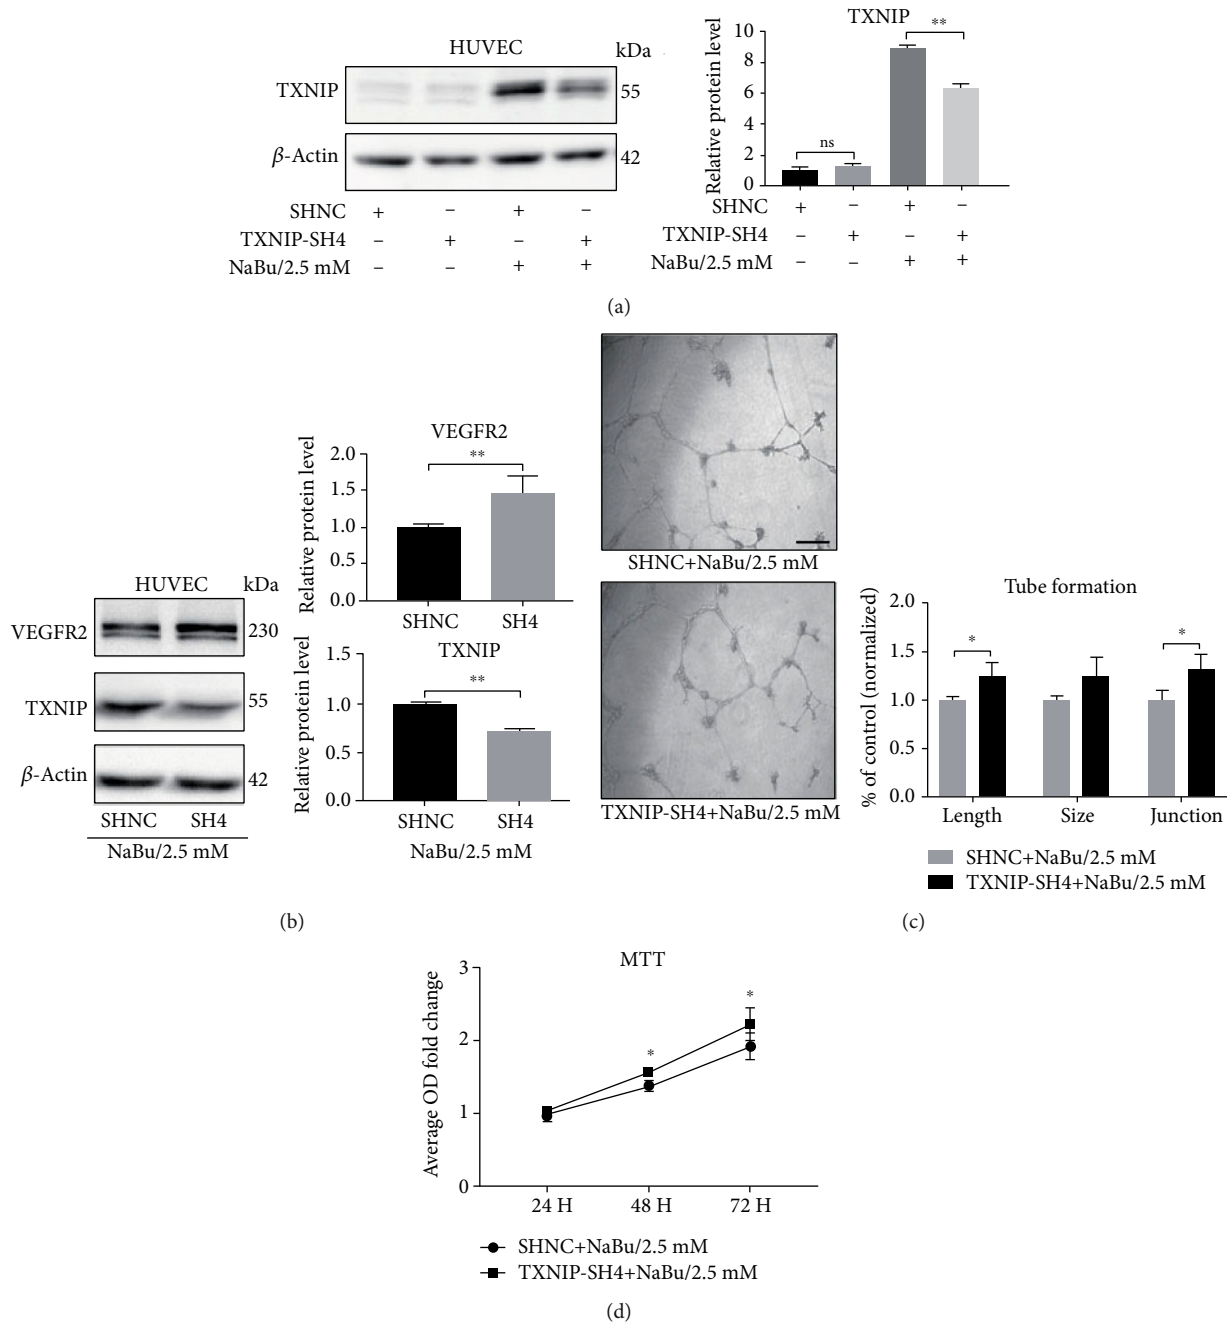 HUVEC
kDa
TXNIP
55
β-Actin
42
SHNC + − + −
TXNIP-SH4 − + − +
NaBu/2.5 mM − − + +
TXNIP
Relative protein level
10
8
6
4
2
0
ns
**
SHNC + − + −
TXNIP-SH4 − + − +
NaBu/2.5 mM − − + +
(a)
HUVEC
kDa
VEGFR2
230
TXNIP
55
β-Actin
42
SHNC SH4
NaBu/2.5 mM
VEGFR2
Relative protein level
2.0
1.5
1.0
0.5
0.0
**
SHNC SH4
TXNIP
Relative protein level
1.5
1.0
0.5
0.0
**
SHNC SH4
NaBu/2.5 mM
(b)
SHNC+NaBu/2.5 mM
TXNIP-SH4+NaBu/2.5 mM
Tube formation
% of control (normalized)
2.0
1.5
1.0
0.5
0.0
*
*
Length Size Junction
SHNC+NaBu/2.5 mM
TXNIP-SH4+NaBu/2.5 mM
(c)
MTT
Average OD fold change
3
2
1
0
*
*
24 H 48 H 72 H
SHNC+NaBu/2.5 mM
TXNIP-SH4+NaBu/2.5 mM
(d)